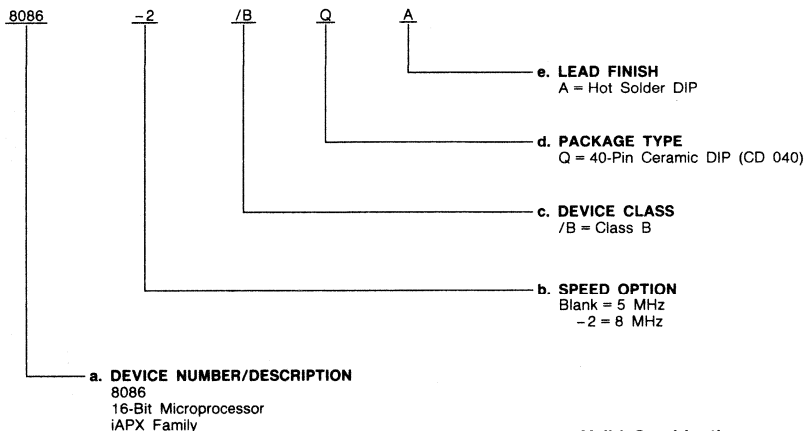 8086 -2 /B Q A
e. LEAD FINISH
A = Hot Solder DIP
d. PACKAGE TYPE
Q = 40-Pin Ceramic DIP (CD 040)
c. DEVICE CLASS
/B = Class B
b. SPEED OPTION
Blank = 5 MHz
-2 = 8 MHz
a. DEVICE NUMBER/DESCRIPTION
8086
16-Bit Microprocessor
iAPX Family